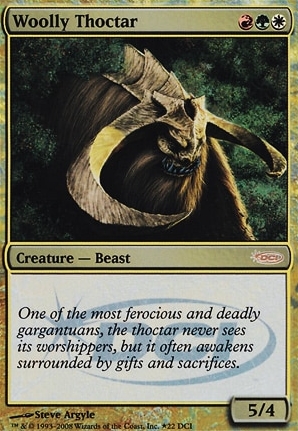 Woolly Thoctar
Creature — Beast
DCI
One of the most ferocious and deadly
gargantuans, the thoctar never sees
its worshippers, but it often awakens
surrounded by gifts and sacrifices.
Steve Argyle
™ & © 1993–2008 Wizards of the Coast, Inc. ★22 DCI
5/4